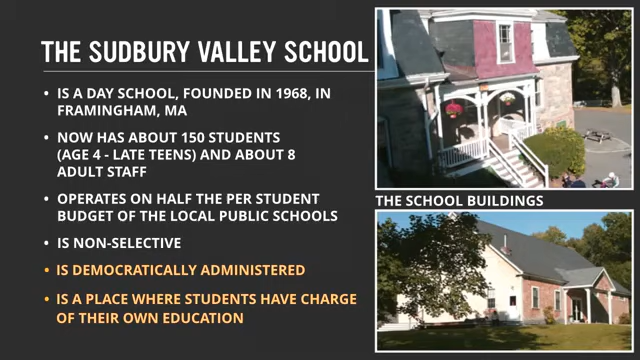 THE SUDBURY VALLEY SCHOOL
• IS A DAY SCHOOL, FOUNDED IN 1968, IN
FRAMINGHAM, MA
• NOW HAS ABOUT 150 STUDENTS
(AGE 4 - LATE TEENS) AND ABOUT 8
ADULT STAFF
• OPERATES ON HALF THE PER STUDENT
BUDGET OF THE LOCAL PUBLIC SCHOOLS
• IS NON-SELECTIVE
• IS DEMOCRATICALLY ADMINISTERED
• IS A PLACE WHERE STUDENTS HAVE CHARGE
OF THEIR OWN EDUCATION
THE SCHOOL BUILDINGS